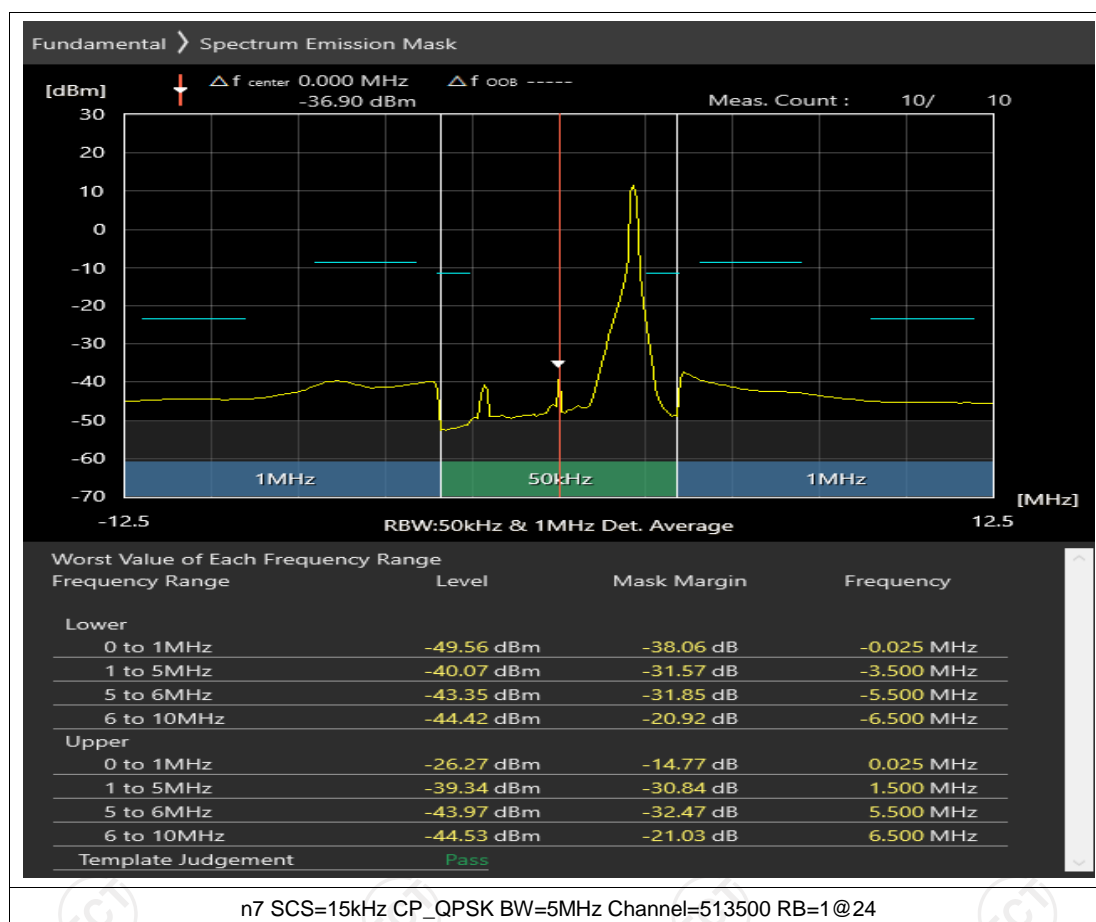 Fundamental ❯ Spectrum Emission Mask
[dBm]
△f center 0.000 MHz △f OOB -----
-36.90 dBm Meas. Count : 10/ 10
30
20
10
0
-10
-20
-30
-40
-50
-60
-70
1MHz 50kHz 1MHz
[MHz]
-12.5 RBW:50kHz & 1MHz Det. Average 12.5
Worst Value of Each Frequency Range
Frequency Range Level Mask Margin Frequency
Lower
0 to 1MHz -49.56 dBm -38.06 dB -0.025 MHz
1 to 5MHz -40.07 dBm -31.57 dB -3.500 MHz
5 to 6MHz -43.35 dBm -31.85 dB -5.500 MHz
6 to 10MHz -44.42 dBm -20.92 dB -6.500 MHz
Upper
0 to 1MHz -26.27 dBm -14.77 dB 0.025 MHz
1 to 5MHz -39.34 dBm -30.84 dB 1.500 MHz
5 to 6MHz -43.97 dBm -32.47 dB 5.500 MHz
6 to 10MHz -44.53 dBm -21.03 dB 6.500 MHz
Template Judgement Pass
n7 SCS=15kHz CP_QPSK BW=5MHz Channel=513500 RB=1@24